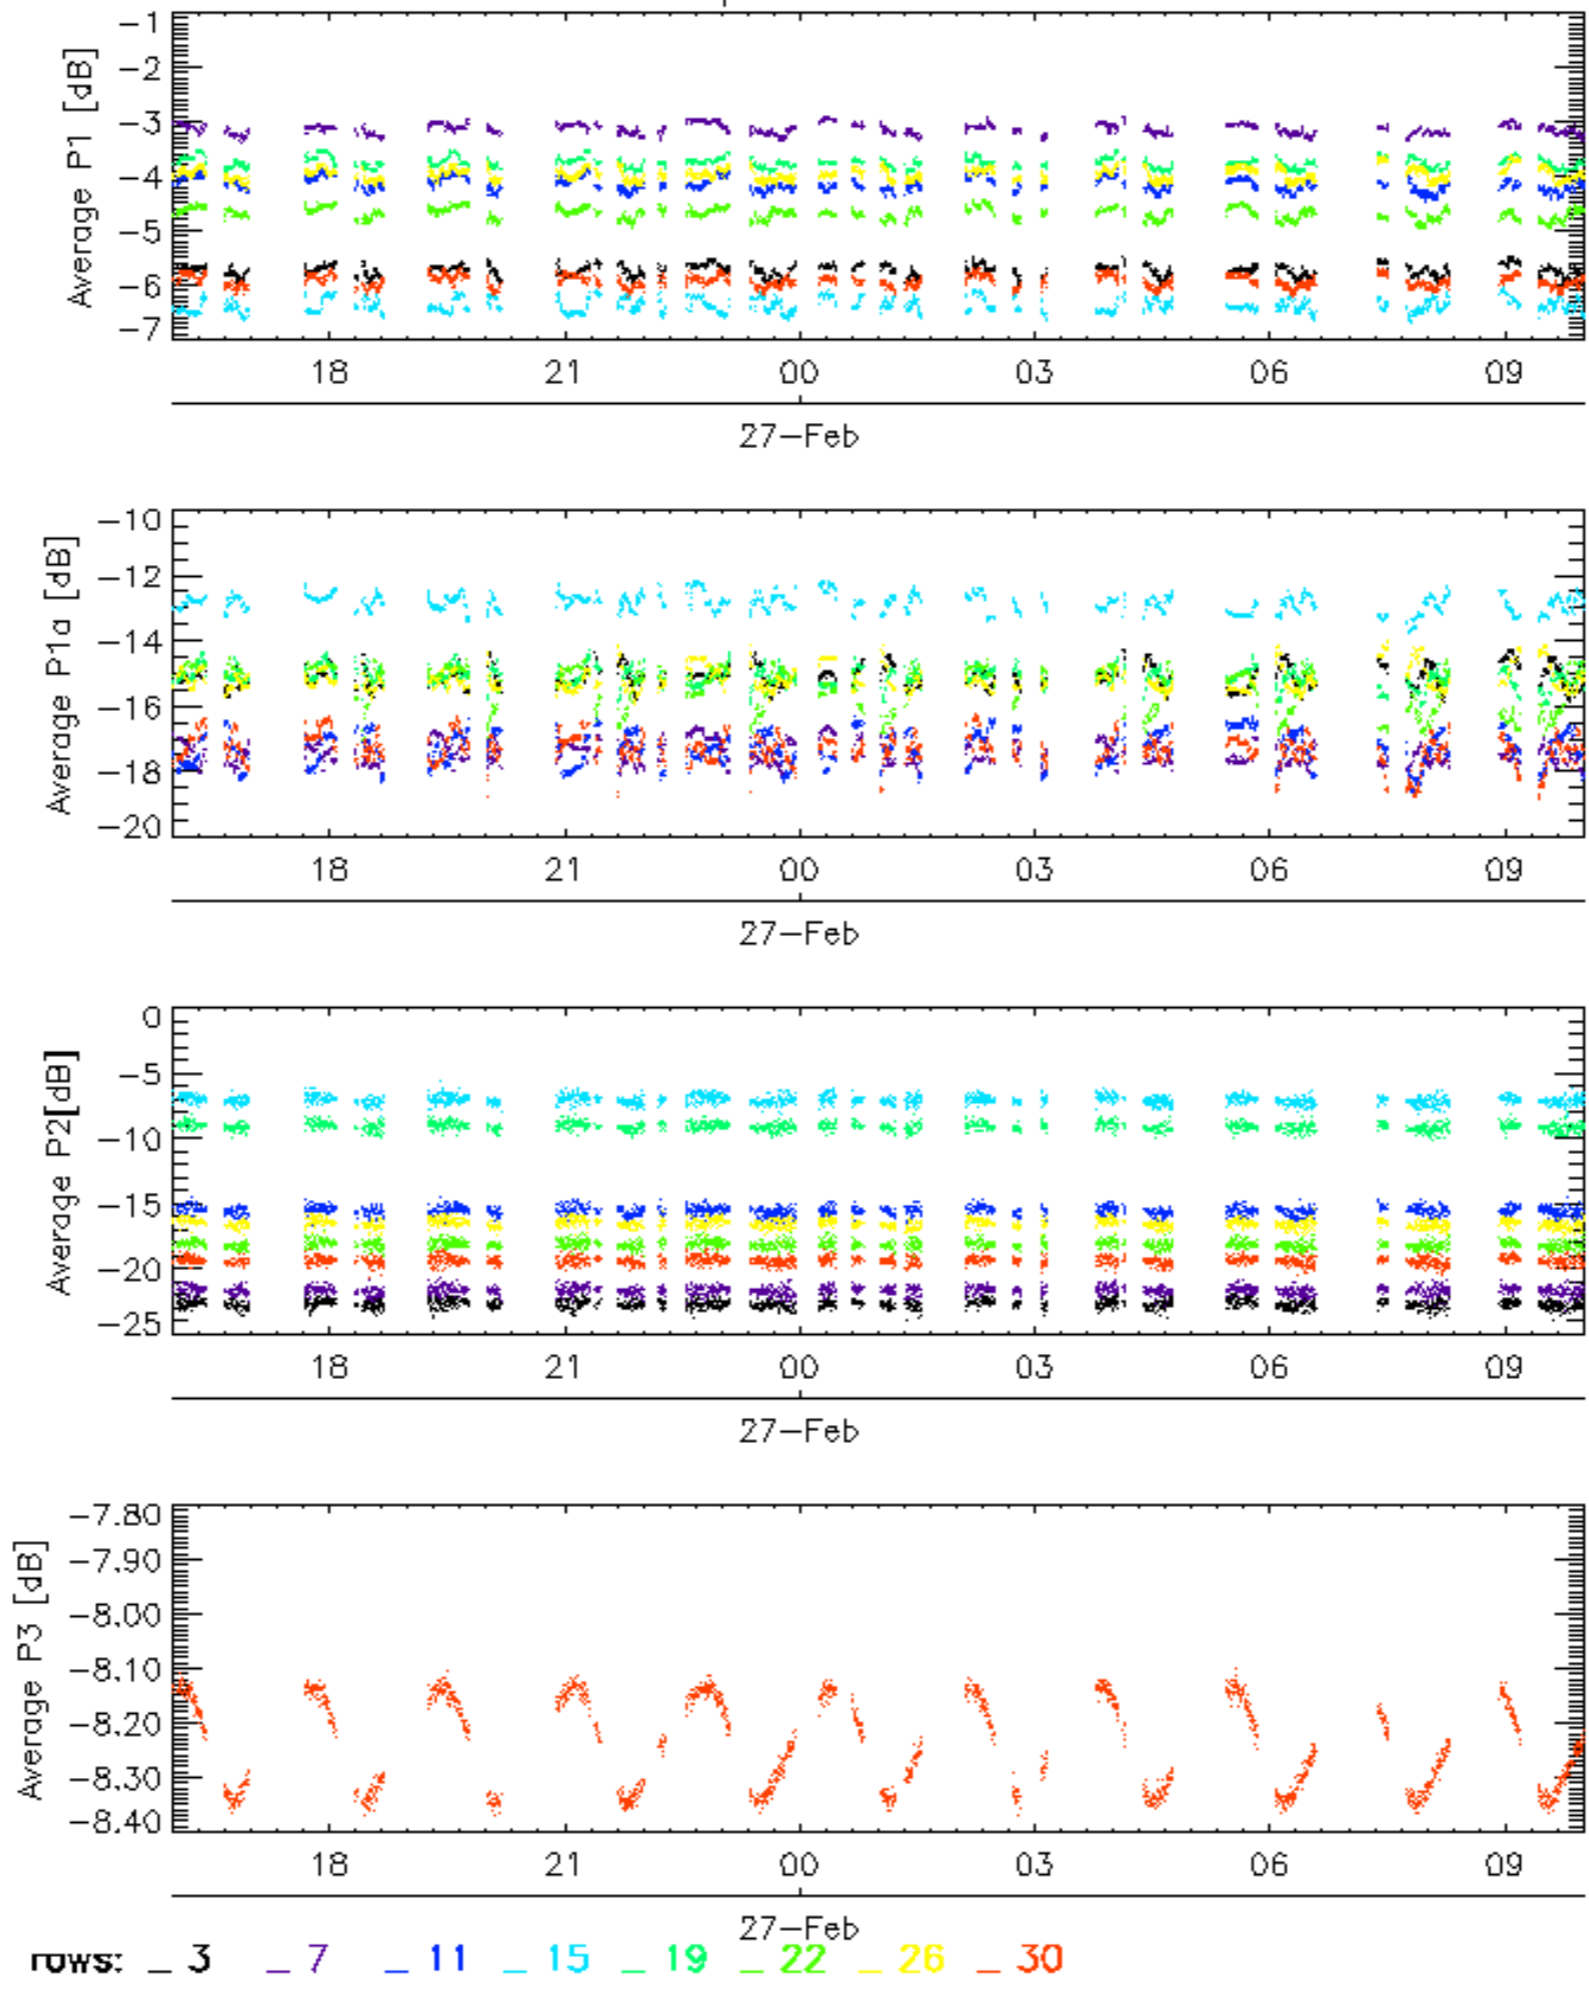 Average P1 [dB]
-1
-2
-3
-4
-5
-6
-7
18 21 00 03 06 09
27-Feb
Average P1a [dB]
-10
-12
-14
-16
-18
-20
18 21 00 03 06 09
27-Feb
Average P2[dB]
0
-5
-10
-15
-20
-25
18 21 00 03 06 09
27-Feb
Average P3 [dB]
-7.80
-7.90
-8.00
-8.10
-8.20
-8.30
-8.40
18 21 00 03 06 09
27-Feb
rows: _ 3 _ 7 _ 11 _ 15 _ 19 _ 22 _ 26 _ 30